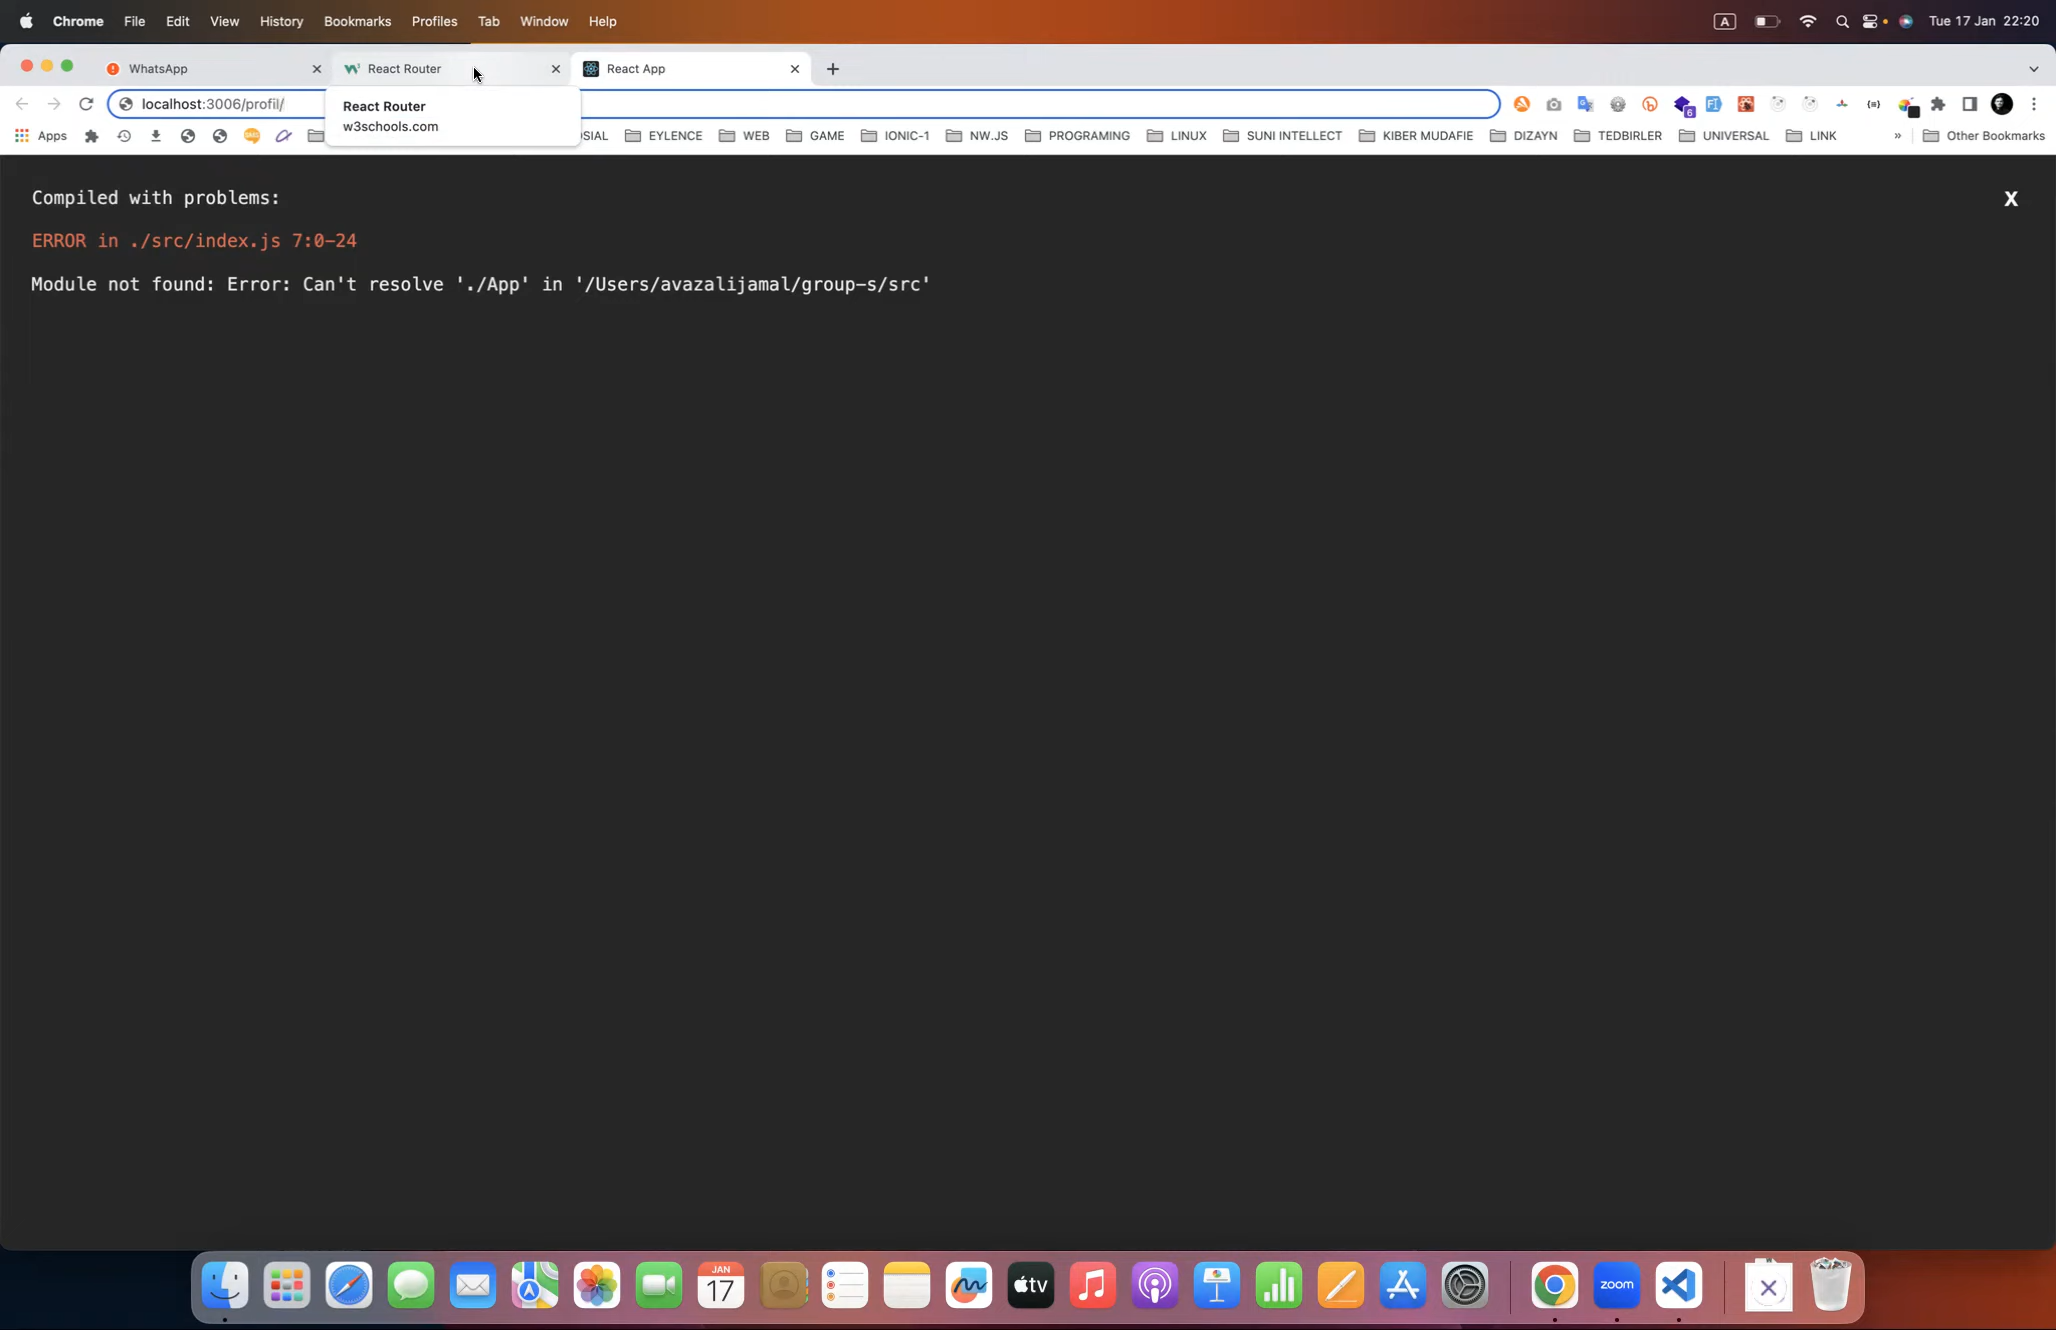 Chrome File Edit View History Bookmarks Profiles Tab Window Help A Tue 17 Jan 22:20
WhatsApp React Router React App
localhost:3006/profil/
React Router
w3schools.com
6
Apps OSIAL EYLENCE WEB GAME IONIC-1 NW.JS PROGRAMING LINUX SUNI INTELLECT KIBER MUDAFIE DIZAYN TEDBIRLER UNIVERSAL LINK » Other Bookmarks
Compiled with problems: X
ERROR in ./src/index.js 7:0-24
Module not found: Error: Can't resolve './App' in '/Users/avazalijamal/group-s/src'
JAN
17
tv
zoom